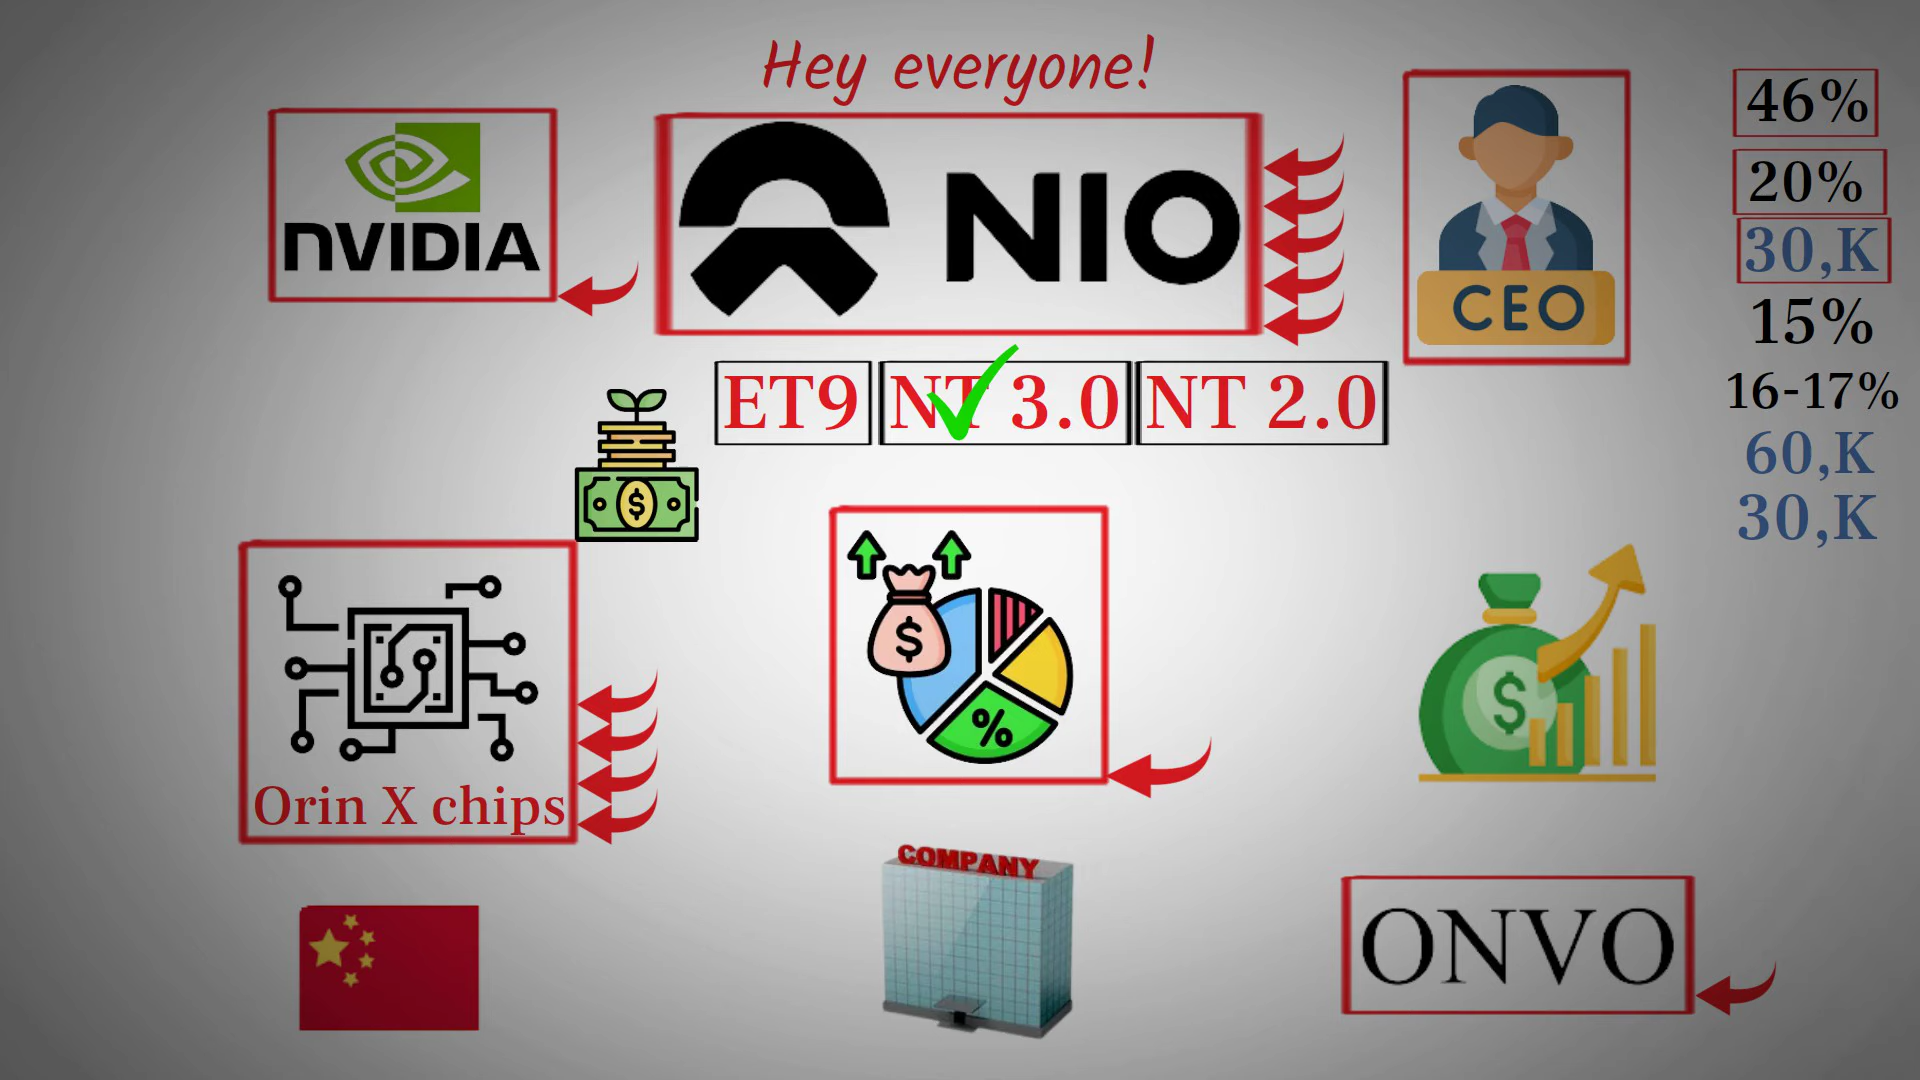 Hey everyone!
NVIDIA
NIO
CEO
46%
20%
30,K
15%
16-17%
60,K
30,K
ET9
NT 3.0
NT 2.0
$
$
%
$
Orin X chips
COMPANY
ONVO